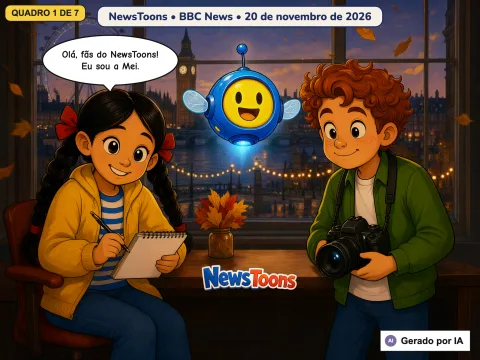 QUADRO 1 DE 7
NewsToons • BBC News • 20 de novembro de 2026
Olá, fãs do NewsToons!
Eu sou a Mei.
NewsToons
AI Gerado por IA